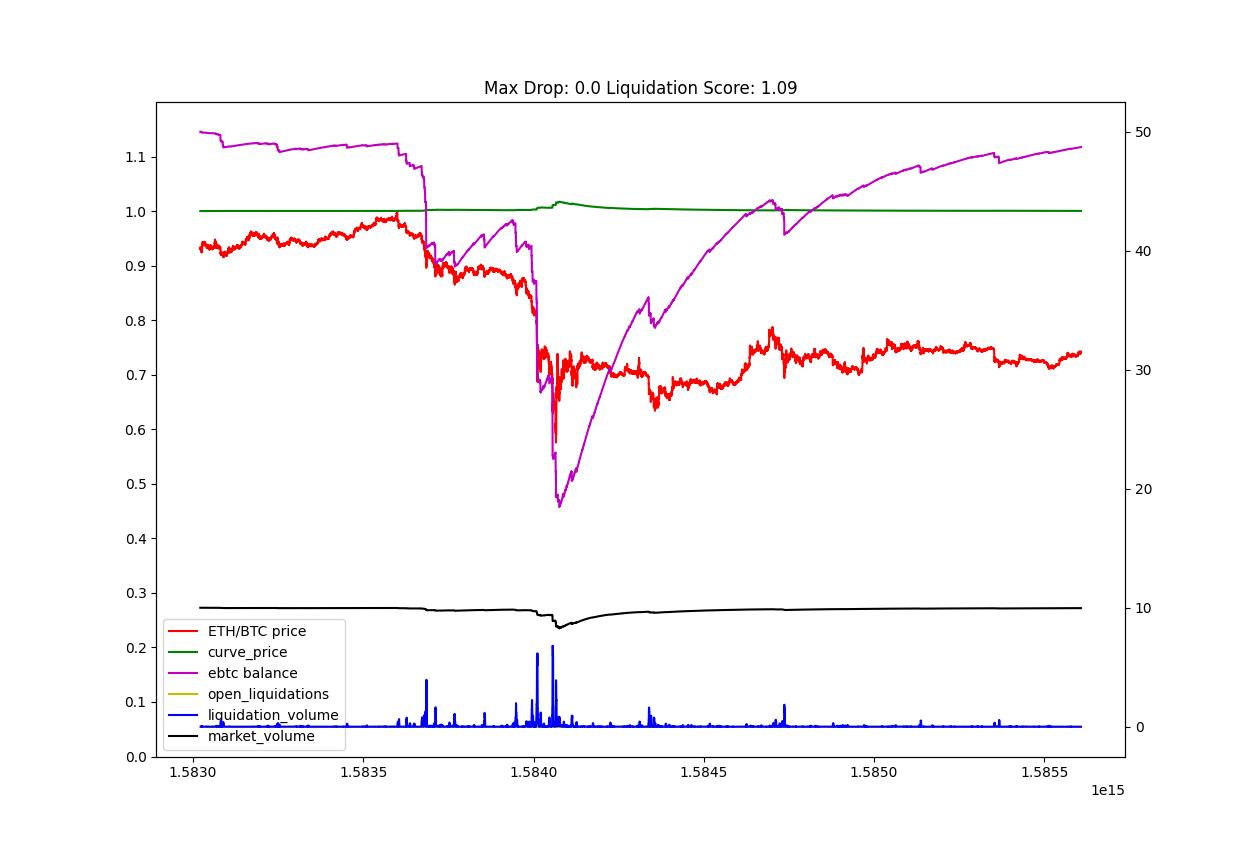 Max Drop: 0.0 Liquidation Score: 1.09
1.1
1.0
0.9
0.8
0.7
0.6
0.5
0.4
0.3
0.2
0.1
0.0
50
40
30
20
10
0
ETH/BTC price
curve_price
ebtc balance
open_liquidations
liquidation_volume
market_volume
1.5830 1.5835 1.5840 1.5845 1.5850 1.5855
1e15